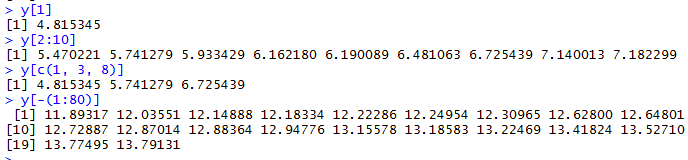 > y[1]
[1] 4.815345
> y[2:10]
[1] 5.470221 5.741279 5.933429 6.162180 6.190089 6.481063 6.725439 7.140013 7.182299
> y[c(1, 3, 8)]
[1] 4.815345 5.741279 6.725439
> y[-(1:80)]
[1] 11.89317 12.03551 12.14888 12.18334 12.22286 12.24954 12.30965 12.62800 12.64801
[10] 12.72887 12.87014 12.88364 12.94776 13.15578 13.18583 13.22469 13.41824 13.52710
[19] 13.77495 13.79131
>